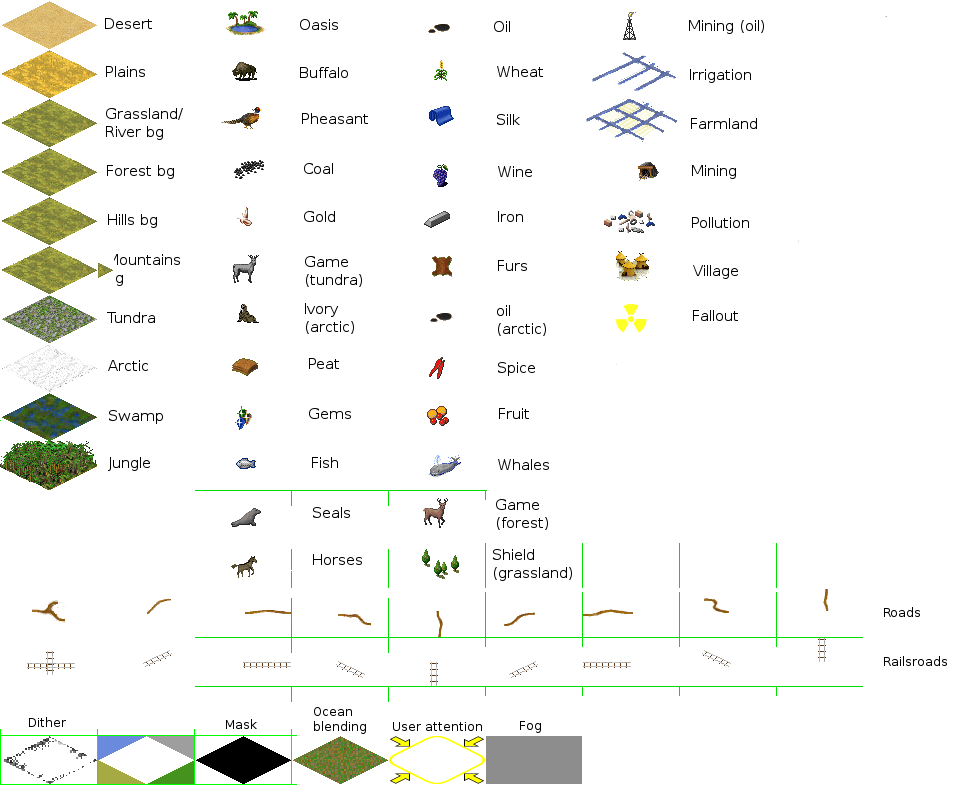 Desert
Oasis
Oil
Mining (oil)
Plains
Buffalo
Wheat
Irrigation
Grassland/
River bg
Pheasant
Silk
Farmland
Forest bg
Coal
Wine
Mining
Hills bg
Gold
Iron
Pollution
Mountains
g
Game
(tundra)
Furs
Village
Tundra
Ivory
(arctic)
oil
(arctic)
Fallout
Arctic
Peat
Spice
Swamp
Gems
Fruit
Jungle
Fish
Whales
Seals
Game
(forest)
Horses
Shield
(grassland)
Roads
Railsroads
Dither
Mask
Ocean
blending
User attention
Fog